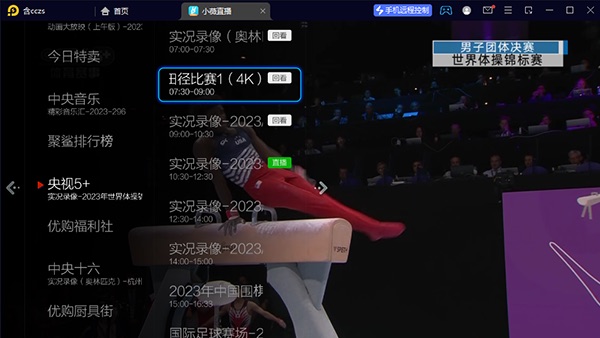 含cczs
首页
小薇直播
手机远程控制
动画大放映（上午版）-2023
今日特卖
中央音乐
精彩音乐汇-2023-296
聚鲨排行榜
央视5+
实况录像-2023年世界体操锦
优购福利社
中央十六
实况录像（奥林匹克）-杭州
优购厨具街
实况录像（奥林
回看
07:00-07:30
田径比赛1（4K）
回看
07:30-09:00
实况录像-2023
回看
09:00-10:30
实况录像-2023
直播
10:30-12:30
实况录像-2023
12:30-14:00
实况录像-2023
14:00-15:00
2023年中国围棋
15:00-16:33
国际足球赛场-2
男子团体决赛
世界体操锦标赛